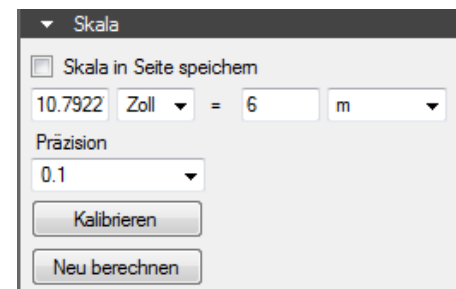 Skala
Skala in Seite speichern
10.7922 Zoll = 6 m
Präzision
0.1
Kalibrieren
Neu berechnen